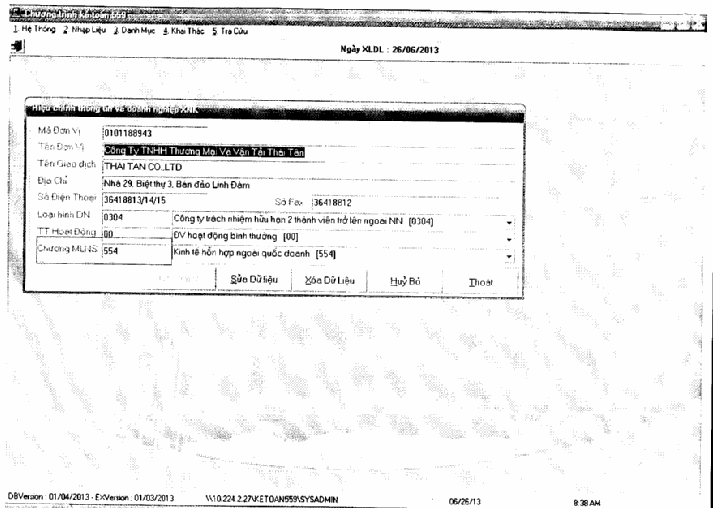 Chương trình KhoBac 559
1. Hệ Thống 2. Nhập Liệu 3. Danh Mục 4. Khai Thác 5. Tra Cứu
Ngày XLDL : 26/06/2013
Hiệu chỉnh thông tin về doanh nghiệp XNK
Mã Đơn Vị 0101188943
Tên Đơn Vị Công Ty TNHH Thương Mại Và Vận Tải Thái Tân
Tên Giao dịch THAI TAN CO.,LTD
Địa Chỉ Nhà 29, Biệt thự 3, Bán đảo Linh Đàm
Số Điện Thoại 36418813/14/15 Số Fax 36418812
Loại hình DN 0304 Công ty trách nhiệm hữu hạn 2 thành viên trở lên ngoài NN [0304]
TT Hoạt Động 00 ĐV hoạt động bình thường [00]
Chương MLNS 554 Kinh tế hỗn hợp ngoài quốc doanh [554]
Sửa Dữ liệu Xóa Dữ Liệu Huỷ Bỏ Thoát
DBVersion : 01/04/2013 - ExVersion : 01/03/2013 \\10.224.2.27\KETOAN559\SYSADMIN 06/26/13 8:38 AM